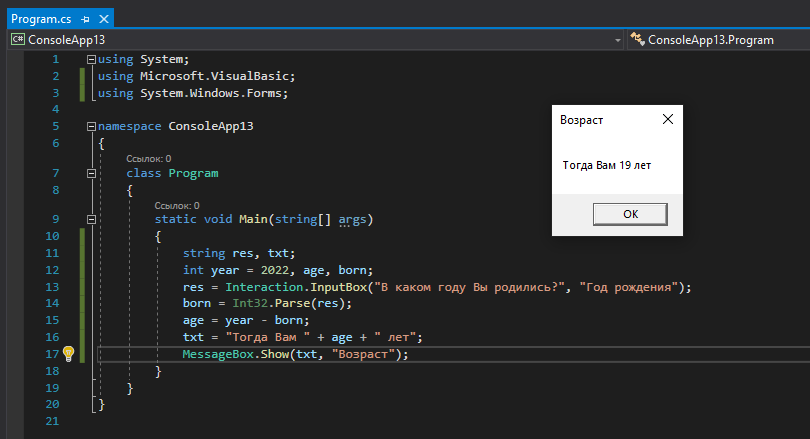 Program.cs
C# ConsoleApp13 ConsoleApp13.Program
1 using System;
2 using Microsoft.VisualBasic;
3 using System.Windows.Forms;
4
5 namespace ConsoleApp13
6 {
Ссылок: 0
7 class Program
8 {
Ссылок: 0
9 static void Main(string[] args)
10 {
11 string res, txt;
12 int year = 2022, age, born;
13 res = Interaction.InputBox("В каком году Вы родились?", "Год рождения");
14 born = Int32.Parse(res);
15 age = year - born;
16 txt = "Тогда Вам " + age + " лет";
17 MessageBox.Show(txt, "Возраст");
18 }
19 }
20 }
21
Возраст
Тогда Вам 19 лет
OK